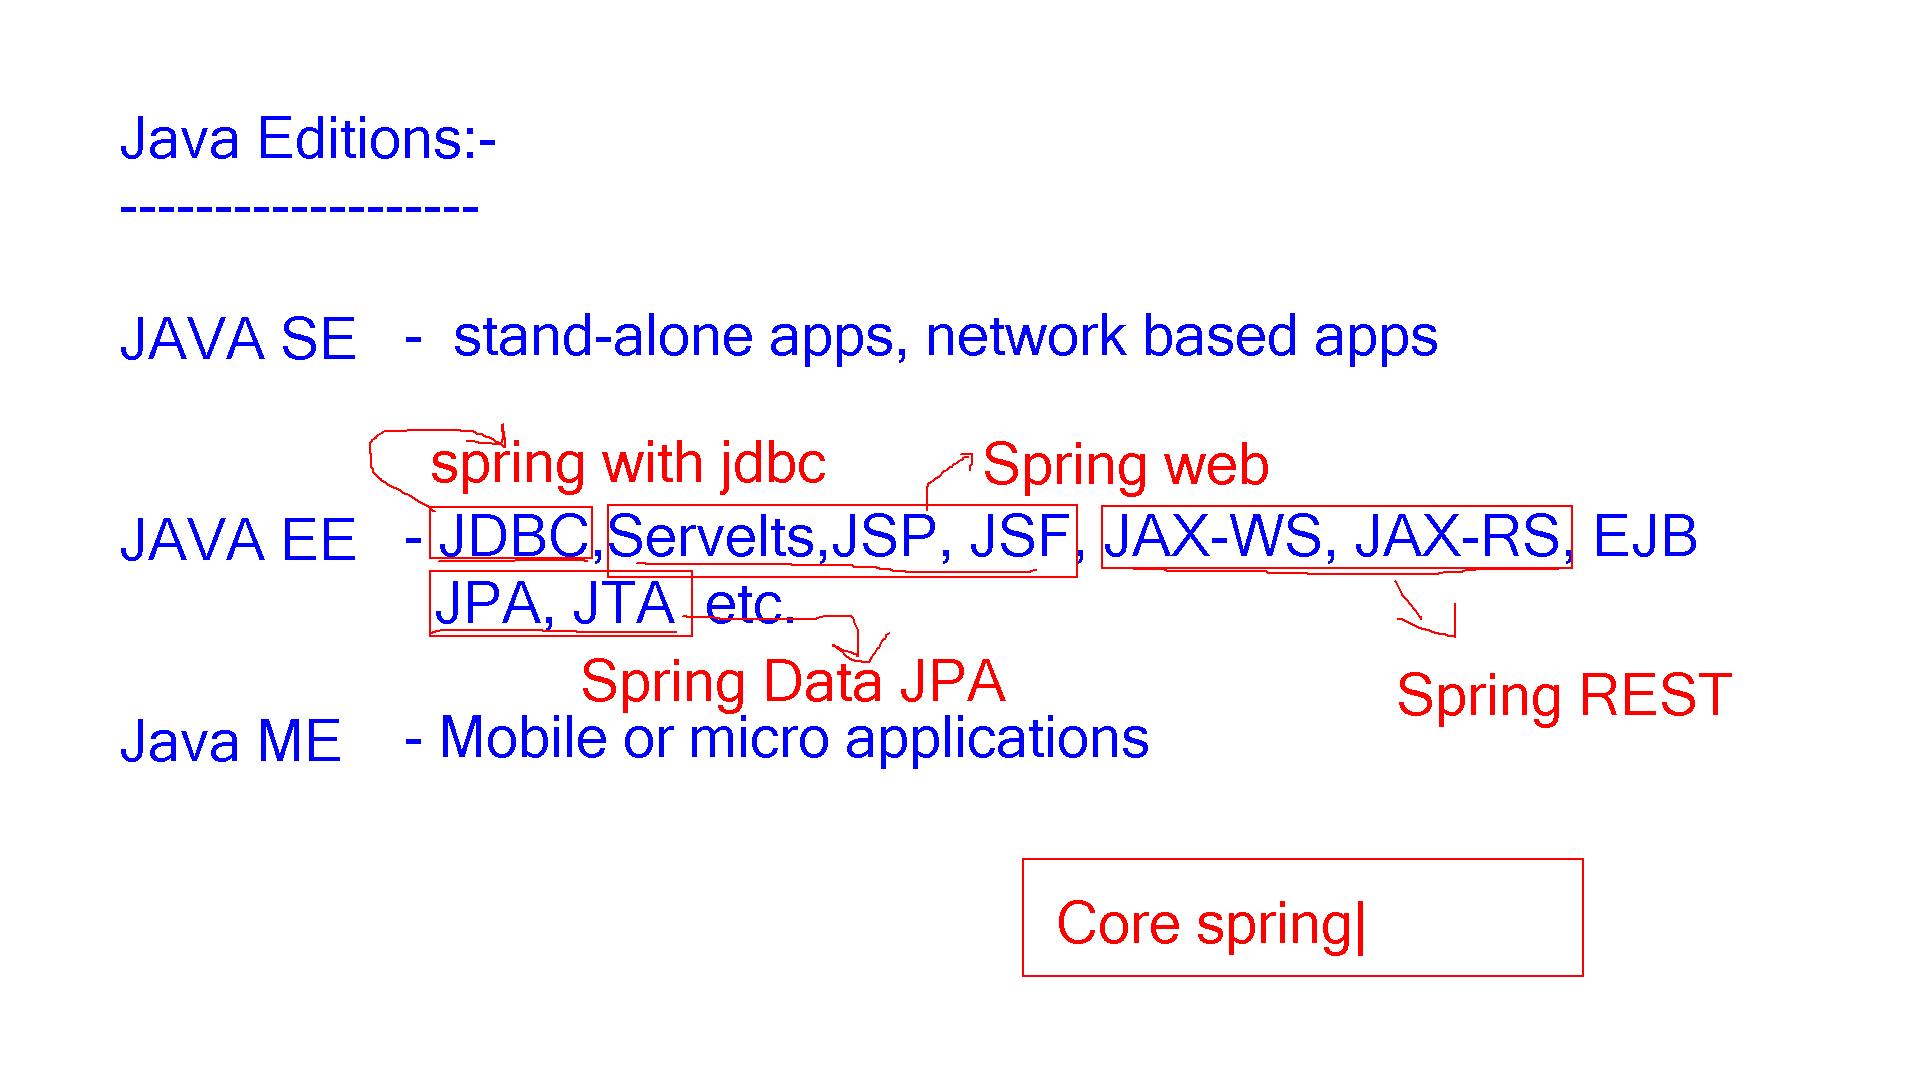 Java Editions:-
-------------------
JAVA SE - stand-alone apps, network based apps
spring with jdbc Spring web
JAVA EE - JDBC,Servelts,JSP, JSF, JAX-WS, JAX-RS, EJB
JPA, JTA etc.
Spring Data JPA Spring REST
Java ME - Mobile or micro applications
Core spring